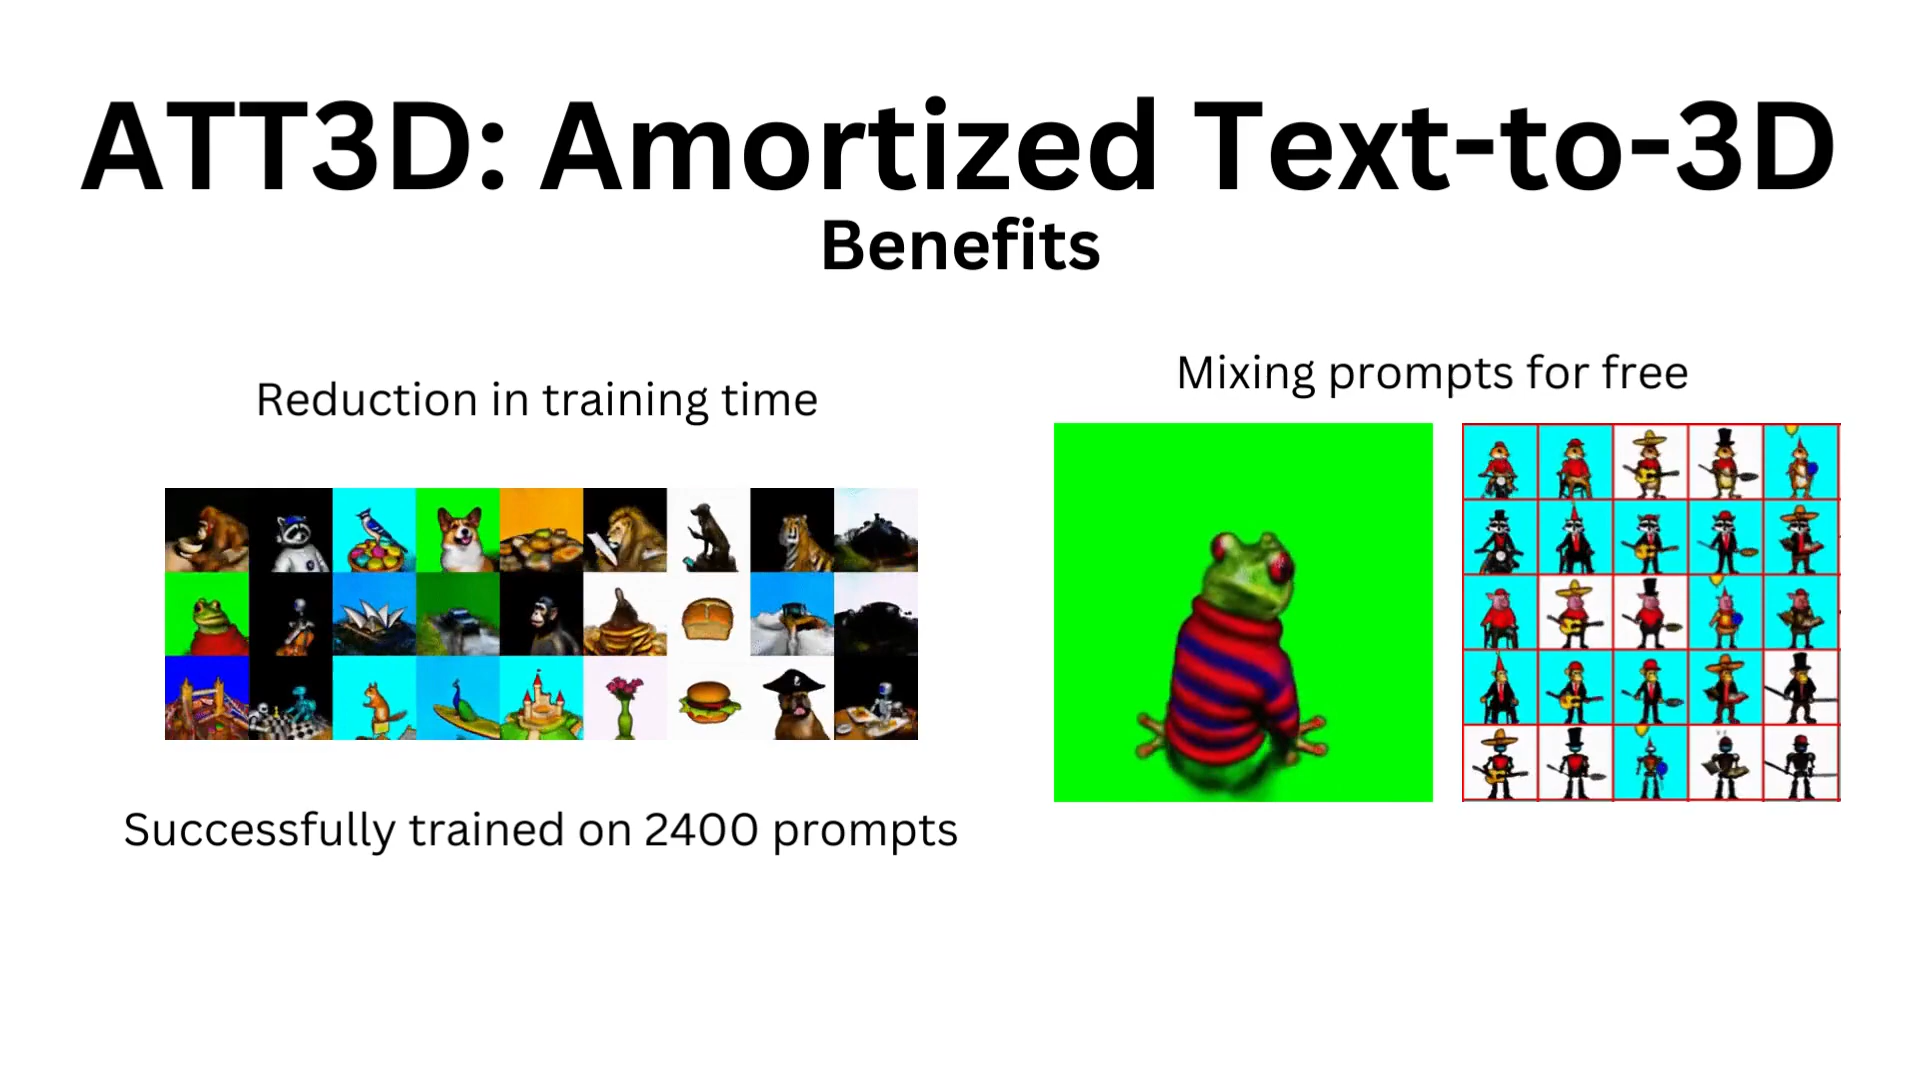 ATT3D: Amortized Text-to-3D
Benefits
Reduction in training time
Successfully trained on 2400 prompts
Mixing prompts for free